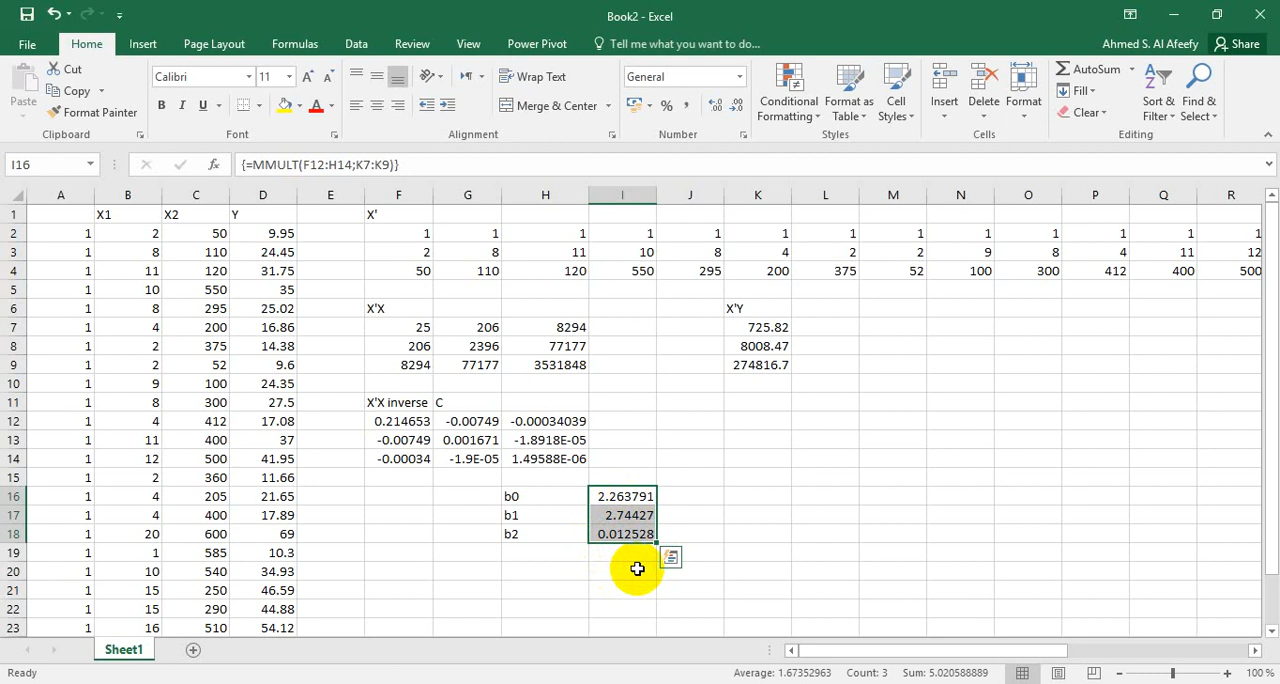 Book2 - Excel
File Home Insert Page Layout Formulas Data Review View Power Pivot Tell me what you want to do... Ahmed S. Al Afeefy Share
Paste Cut Copy Format Painter Clipboard
Calibri 11 A A B I U A Font
Wrap Text Merge & Center Alignment
General % , Number
Conditional Formatting Format as Table Cell Styles Styles
Insert Delete Format Cells
AutoSum Fill Clear Sort & Filter Find & Select Editing
I16 fx {=MMULT(F12:H14;K7:K9)}
A B C D E F G H I J K L M N O P Q R
1 X1 X2 Y X'
2 1 2 50 9.95 1 1 1 1 1 1 1 1 1 1 1 1 1
3 1 8 110 24.45 2 8 11 10 8 4 2 2 9 8 4 11 12
4 1 11 120 31.75 50 110 120 550 295 200 375 52 100 300 412 400 500
5 1 10 550 35
6 1 8 295 25.02 X'X X'Y
7 1 4 200 16.86 25 206 8294 725.82
8 1 2 375 14.38 206 2396 77177 8008.47
9 1 2 52 9.6 8294 77177 3531848 274816.7
10 1 9 100 24.35
11 1 8 300 27.5 X'X inverse C
12 1 4 412 17.08 0.214653 -0.00749 -0.00034039
13 1 11 400 37 -0.00749 0.001671 -1.8918E-05
14 1 12 500 41.95 -0.00034 -1.9E-05 1.49588E-06
15 1 2 360 11.66
16 1 4 205 21.65 b0 2.263791
17 1 4 400 17.89 b1 2.74427
18 1 20 600 69 b2 0.012528
19 1 1 585 10.3
20 1 10 540 34.93
21 1 15 250 46.59
22 1 15 290 44.88
23 1 16 510 54.12
Sheet1
Ready Average: 1.67352963 Count: 3 Sum: 5.020588889 100 %